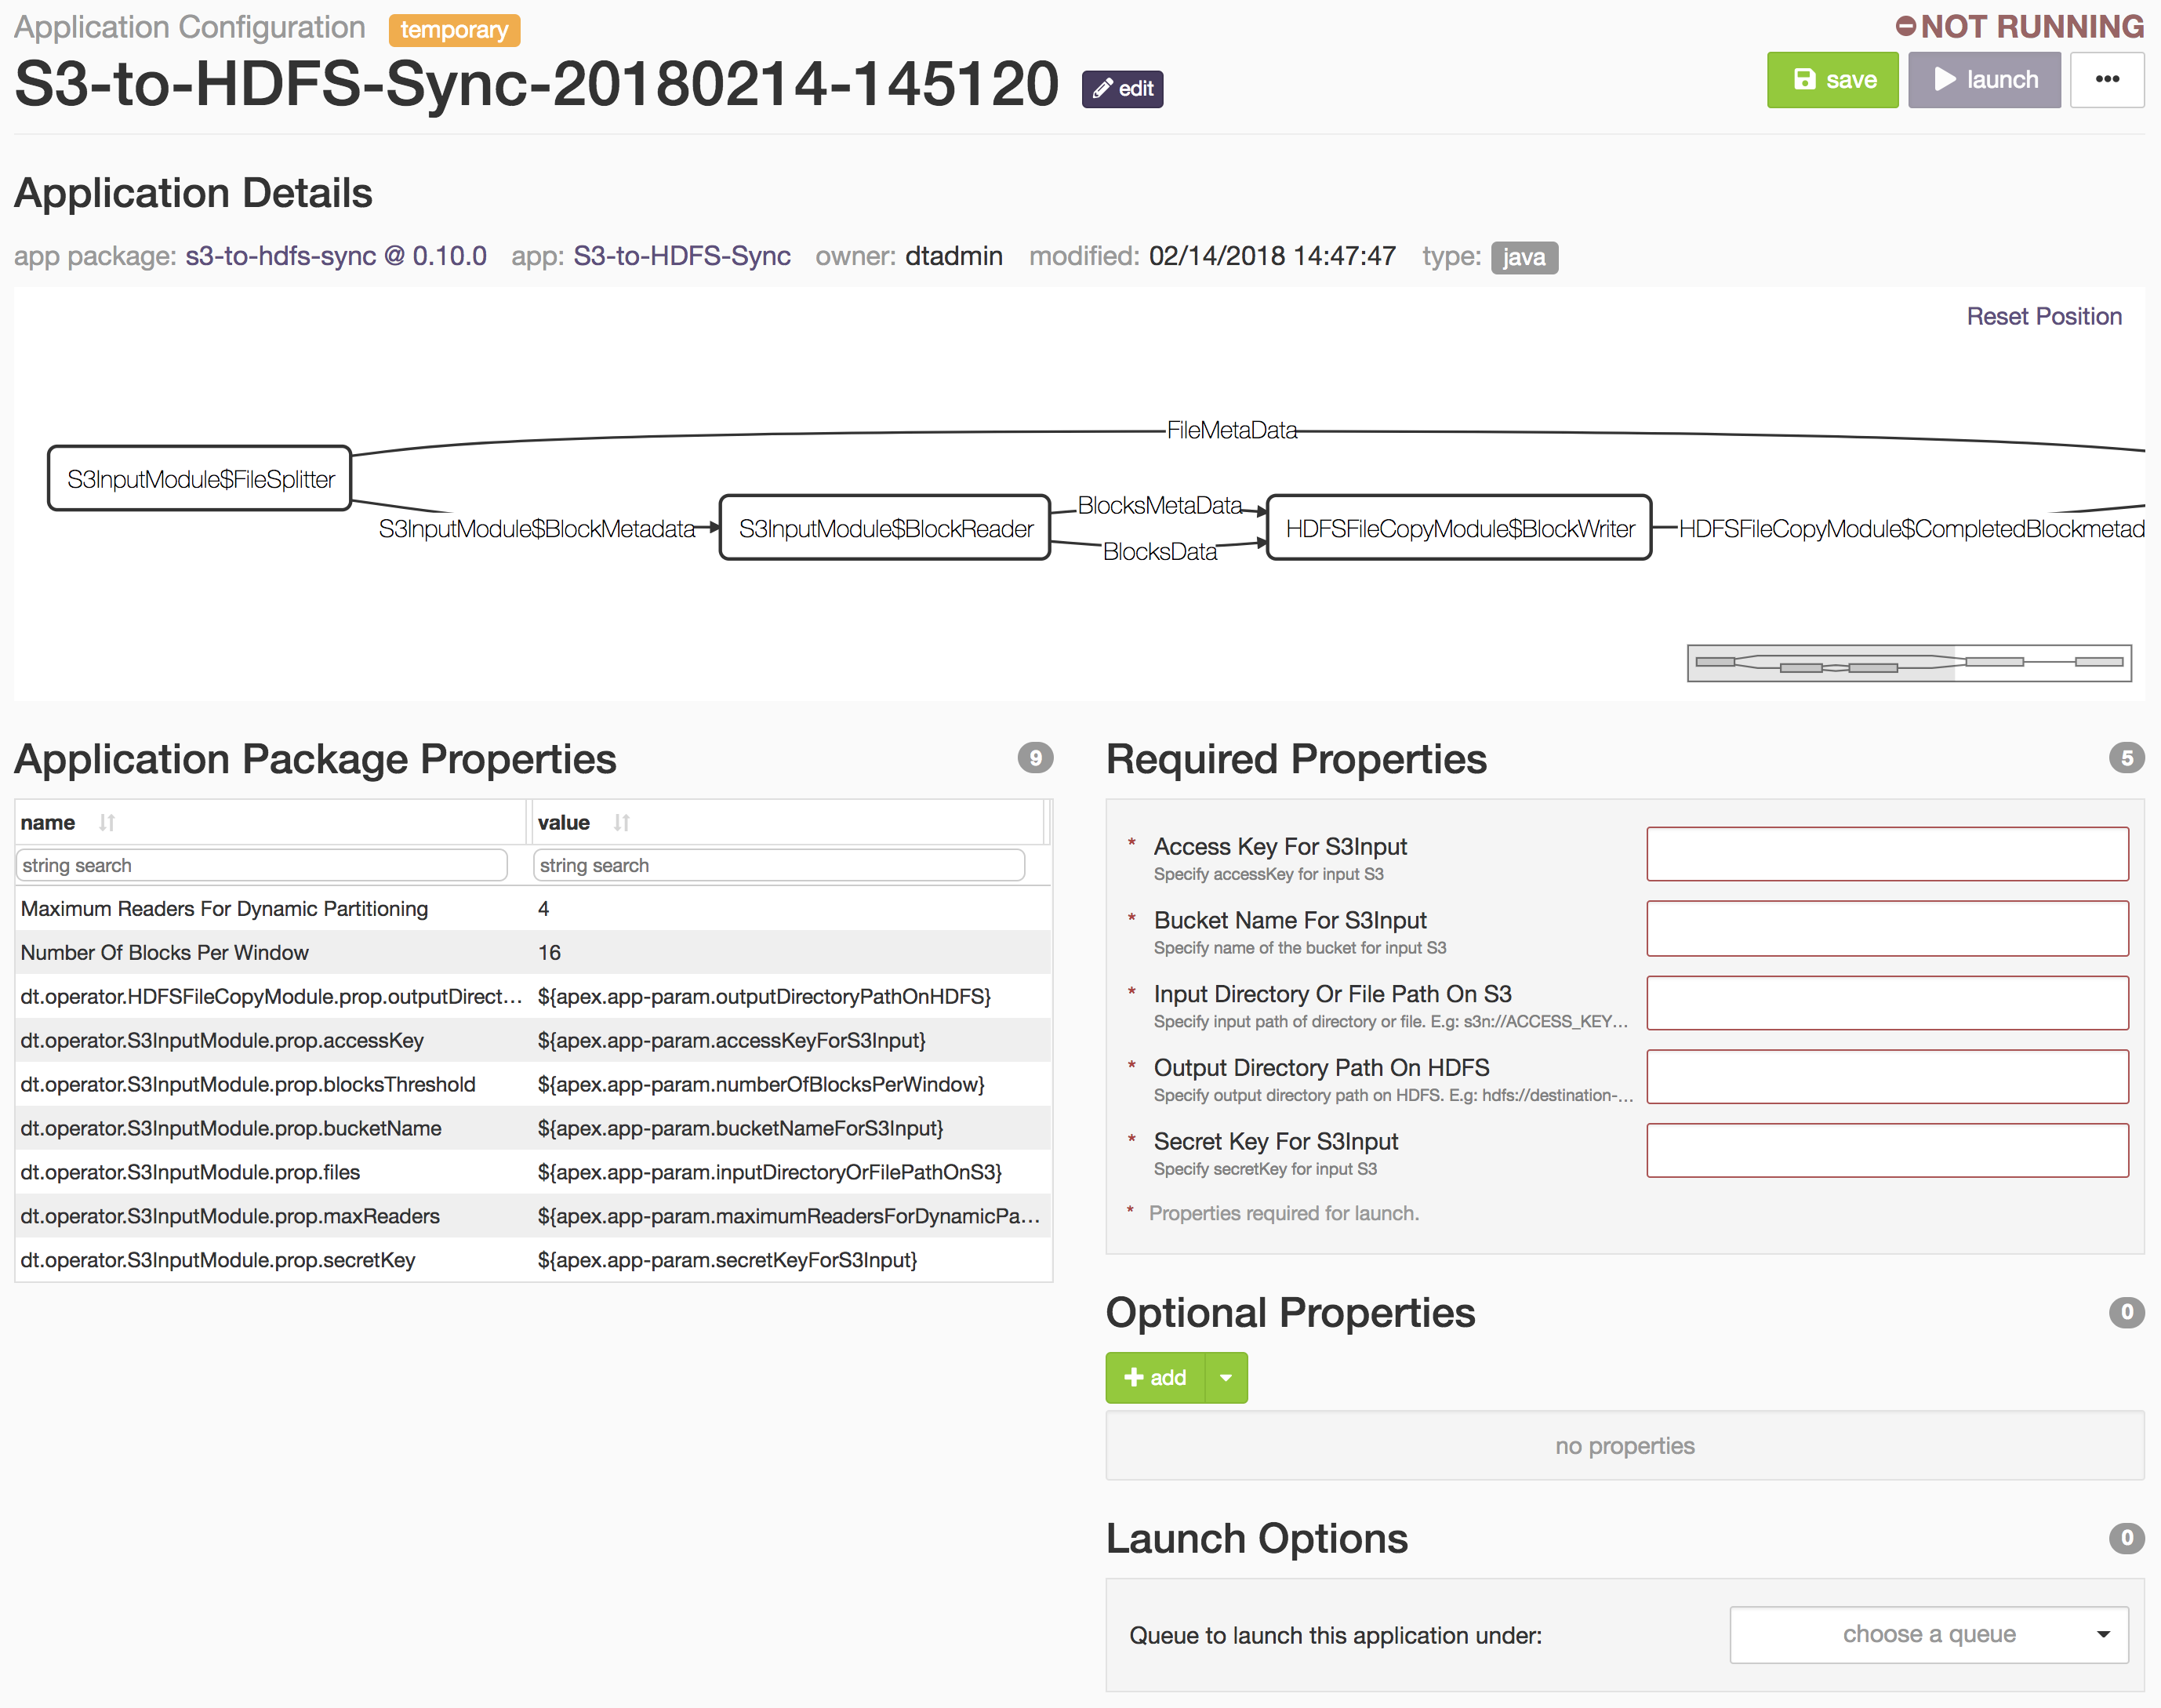 Application Configuration temporary
NOT RUNNING
S3-to-HDFS-Sync-20180214-145120 edit
save launch •••
Application Details
app package: s3-to-hdfs-sync @ 0.10.0 app: S3-to-HDFS-Sync owner: dtadmin modified: 02/14/2018 14:47:47 type: java
Reset Position
FileMetaData
S3InputModule$FileSplitter
S3InputModule$BlockMetadata
S3InputModule$BlockReader
BlocksMetaData
BlocksData
HDFSFileCopyModule$BlockWriter
HDFSFileCopyModule$CompletedBlockmetad
Application Package Properties 9
name value
string search string search
Maximum Readers For Dynamic Partitioning 4
Number Of Blocks Per Window 16
dt.operator.HDFSFileCopyModule.prop.outputDirect... ${apex.app-param.outputDirectoryPathOnHDFS}
dt.operator.S3InputModule.prop.accessKey ${apex.app-param.accessKeyForS3Input}
dt.operator.S3InputModule.prop.blocksThreshold ${apex.app-param.numberOfBlocksPerWindow}
dt.operator.S3InputModule.prop.bucketName ${apex.app-param.bucketNameForS3Input}
dt.operator.S3InputModule.prop.files ${apex.app-param.inputDirectoryOrFilePathOnS3}
dt.operator.S3InputModule.prop.maxReaders ${apex.app-param.maximumReadersForDynamicPa...
dt.operator.S3InputModule.prop.secretKey ${apex.app-param.secretKeyForS3Input}
Required Properties 5
* Access Key For S3Input
Specify accessKey for input S3
* Bucket Name For S3Input
Specify name of the bucket for input S3
* Input Directory Or File Path On S3
Specify input path of directory or file. E.g: s3n://ACCESS_KEY...
* Output Directory Path On HDFS
Specify output directory path on HDFS. E.g: hdfs://destination-...
* Secret Key For S3Input
Specify secretKey for input S3
* Properties required for launch.
Optional Properties 0
add
no properties
Launch Options 0
Queue to launch this application under: choose a queue